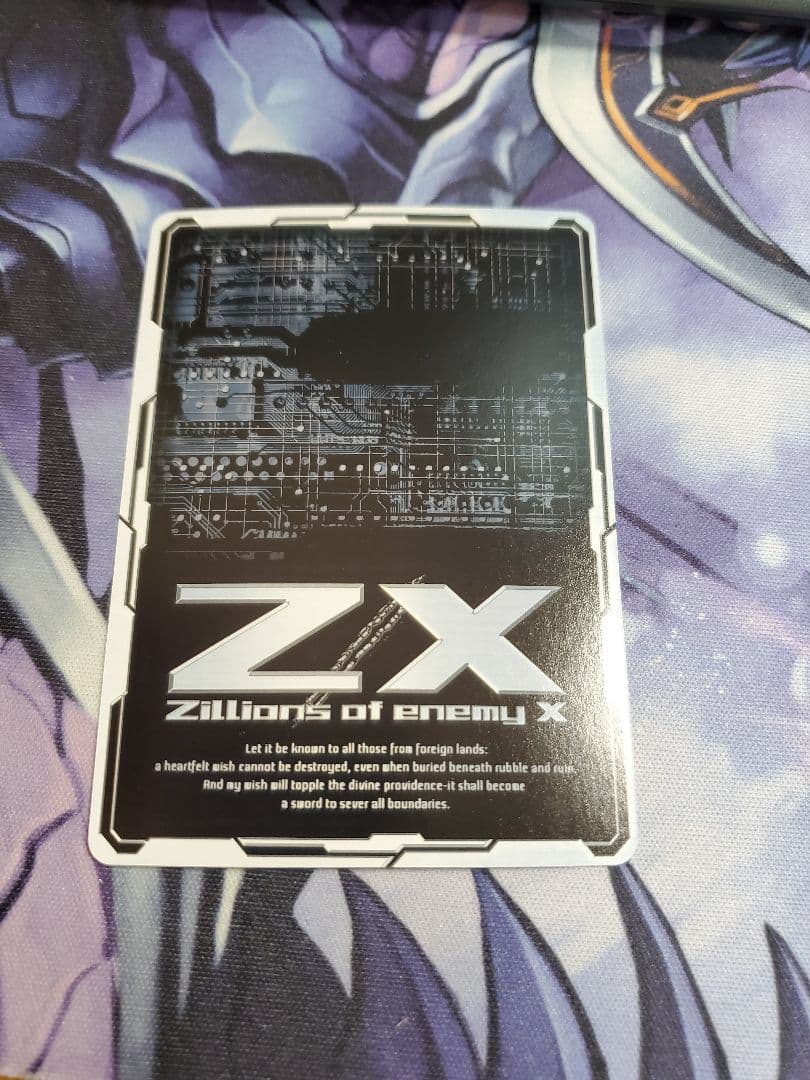 Z/X
Zillions of enemy X
Let it be known to all those from foreign lands:
a heartfelt wish cannot be destroyed, even when buried beneath rubble and ruin.
And my wish will topple the divine providence-it shall become
a sword to sever all boundaries.